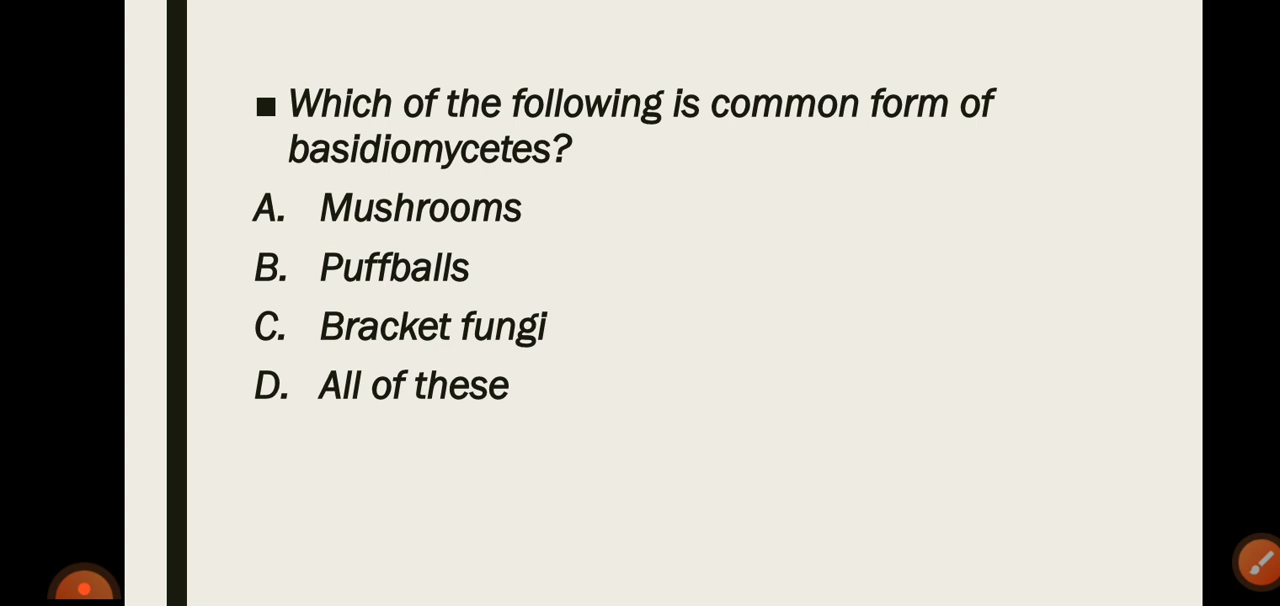 ■ Which of the following is common form of
basidiomycetes?
A. Mushrooms
B. Puffballs
C. Bracket fungi
D. All of these